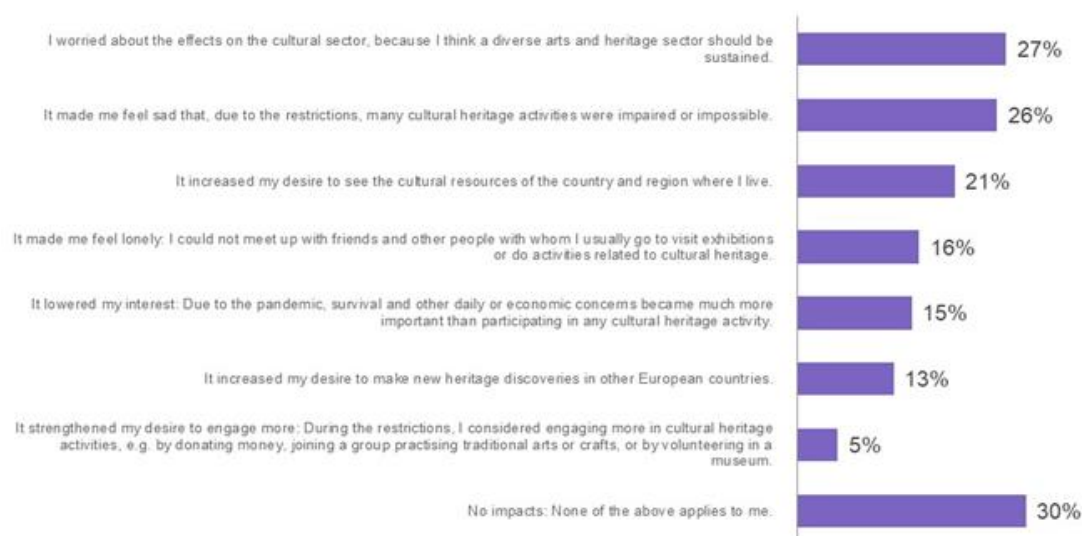 I worried about the effects on the cultural sector, because I think a diverse arts and heritage sector should be
sustained.
27%
It made me feel sad that, due to the restrictions, many cultural heritage activities were impaired or impossible.
26%
It increased my desire to see the cultural resources of the country and region where I live.
21%
It made me feel lonely: I could not meet up with friends and other people with whom I usually go to visit exhibitions
or do activities related to cultural heritage.
16%
It lowered my interest: Due to the pandemic, survival and other daily or economic concerns became much more
important than participating in any cultural heritage activity.
15%
It increased my desire to make new heritage discoveries in other European countries.
13%
It strengthened my desire to engage more: During the restrictions, I considered engaging more in cultural heritage
activities, e.g. by donating money, joining a group practising traditional arts or crafts, or by volunteering in a
museum.
5%
No impacts: None of the above applies to me.
30%